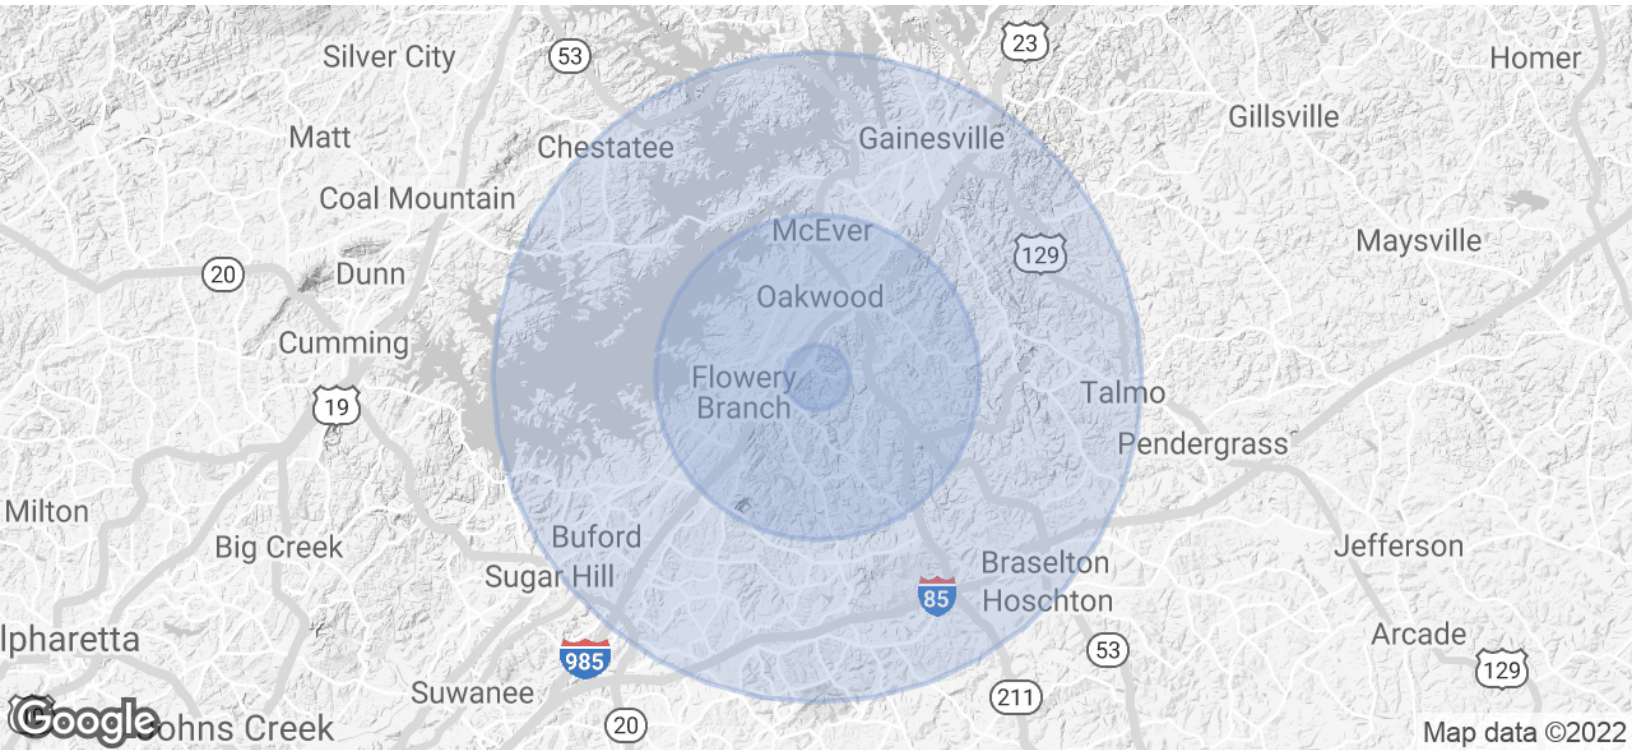 23
Silver City
53
Homer
Gillsville
Matt
Gainesville
Chestatee
Coal Mountain
McEver
Maysville
129
20
Dunn
Oakwood
Cumming
Flowery
Branch
Talmo
19
Pendergrass
Milton
Buford
Big Creek
Jefferson
Braselton
Sugar Hill
85
Hoschton
lpharetta
Arcade
53
985
129
Suwanee
211
Google
ohns Creek
20
Map data ©2022